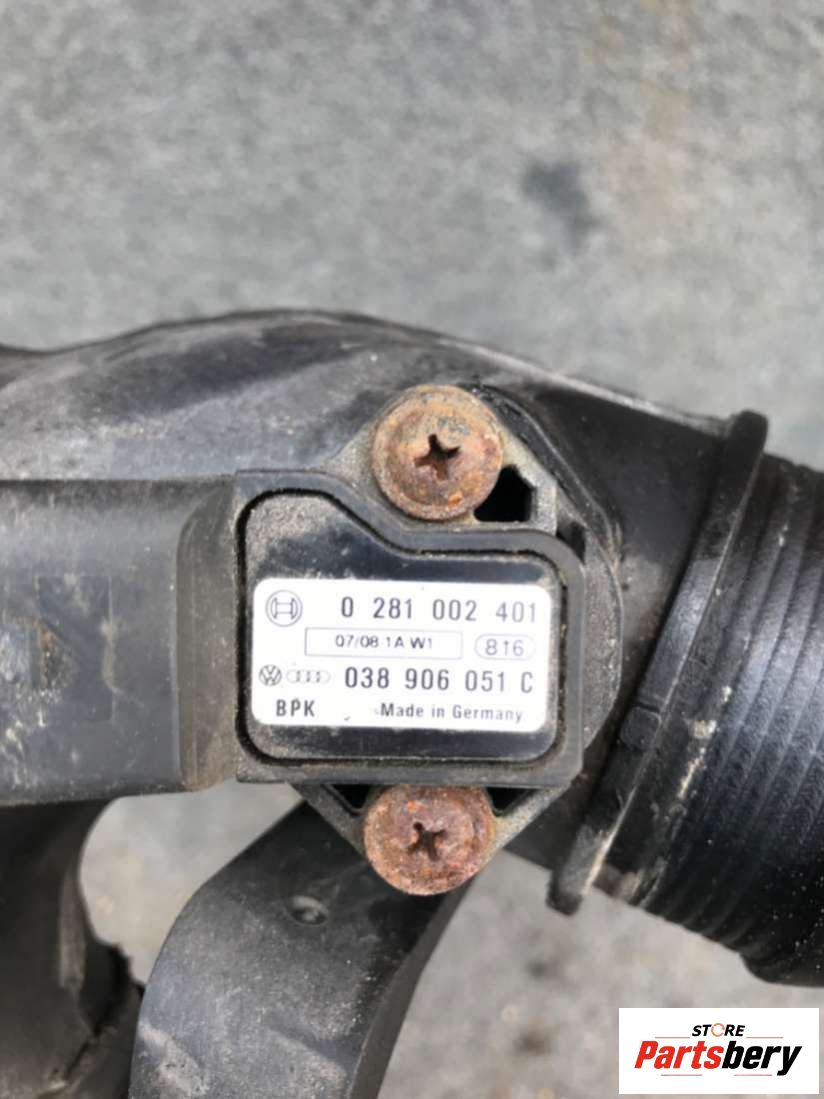 0 281 002 401
07/08 1A W1 816
038 906 051 C
BPK Made in Germany
STORE
Partsbery